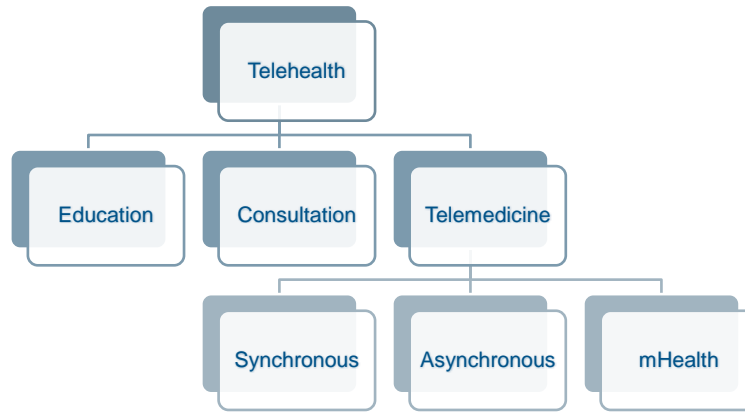 Telehealth
Education
Consultation
Telemedicine
Synchronous
Asynchronous
mHealth